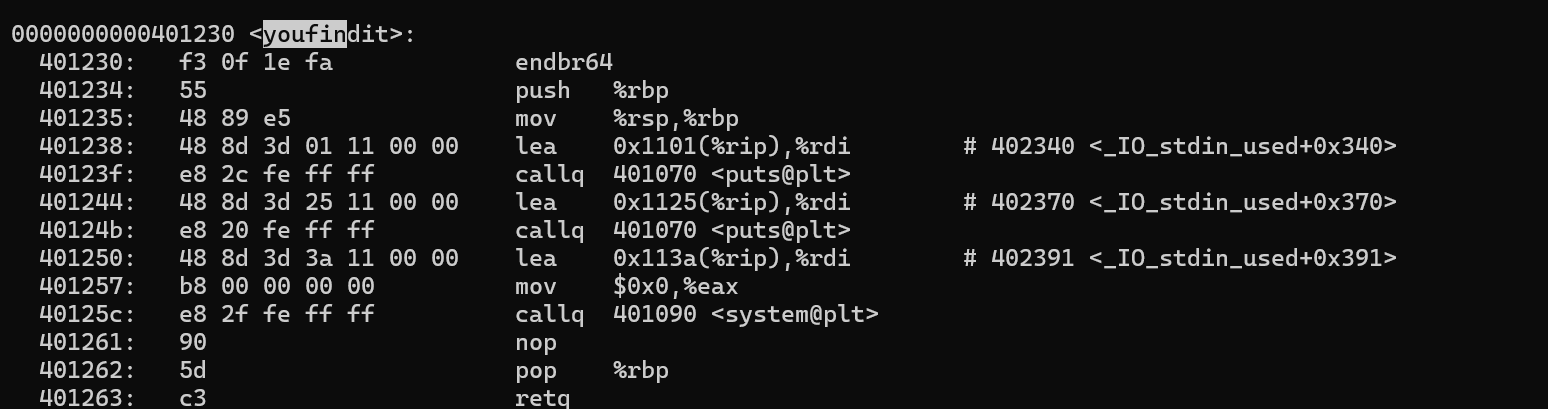 0000000000401230 <youfindit>:
401230: f3 0f 1e fa endbr64
401234: 55 push %rbp
401235: 48 89 e5 mov %rsp,%rbp
401238: 48 8d 3d 01 11 00 00 lea 0x1101(%rip),%rdi # 402340 <_IO_stdin_used+0x340>
40123f: e8 2c fe ff ff callq 401070 <puts@plt>
401244: 48 8d 3d 25 11 00 00 lea 0x1125(%rip),%rdi # 402370 <_IO_stdin_used+0x370>
40124b: e8 20 fe ff ff callq 401070 <puts@plt>
401250: 48 8d 3d 3a 11 00 00 lea 0x113a(%rip),%rdi # 402391 <_IO_stdin_used+0x391>
401257: b8 00 00 00 00 mov $0x0,%eax
40125c: e8 2f fe ff ff callq 401090 <system@plt>
401261: 90 nop
401262: 5d pop %rbp
401263: c3 retq